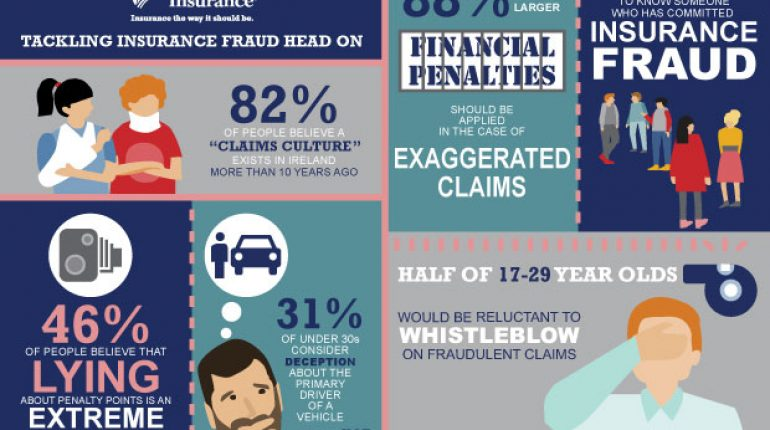 Insurance
Insurance the way it should be.
TACKLING INSURANCE FRAUD HEAD ON
82%
OF PEOPLE BELIEVE A
“CLAIMS CULTURE”
EXISTS IN IRELAND
MORE THAN 10 YEARS AGO
46%
OF PEOPLE BELIEVE THAT
LYING
ABOUT PENALTY POINTS IS AN
EXTREME
31%
OF UNDER 30s
CONSIDER
DECEPTION
ABOUT THE
PRIMARY
DRIVER
OF A
VEHICLE
LARGER
FINANCIAL
PENALTIES
SHOULD BE
APPLIED
IN THE CASE OF
EXAGGERATED
CLAIMS
TO KNOW SOMEONE
WHO HAS COMMITTED
INSURANCE
FRAUD
HALF OF 17-29 YEAR OLDS
WOULD BE RELUCTANT TO
WHISTLEBLOW
ON FRAUDULENT CLAIMS